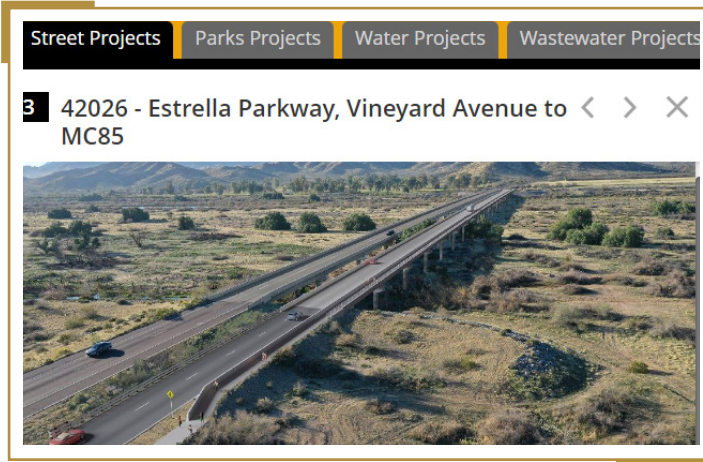 Street Projects Parks Projects Water Projects Wastewater Projects
3 42026 - Estrella Parkway, Vineyard Avenue to
MC85